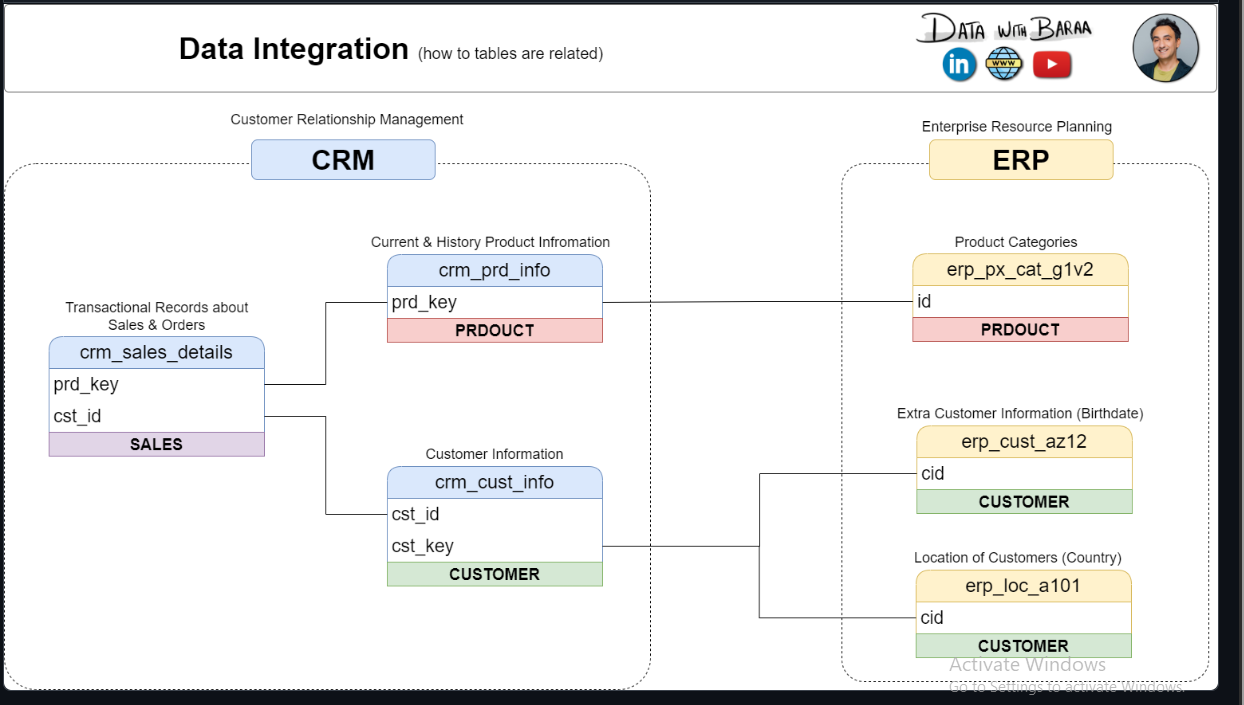 Data Integration (how to tables are related)
DATA WITH BARAA
in
WWW
Customer Relationship Management
CRM
Enterprise Resource Planning
ERP
Current & History Product Infromation
crm_prd_info
prd_key
PRDOUCT
Product Categories
erp_px_cat_g1v2
id
PRDOUCT
Transactional Records about
Sales & Orders
crm_sales_details
prd_key
cst_id
SALES
Customer Information
crm_cust_info
cst_id
cst_key
CUSTOMER
Extra Customer Information (Birthdate)
erp_cust_az12
cid
CUSTOMER
Location of Customers (Country)
erp_loc_a101
cid
CUSTOMER
Activate Windows
Go to Settings to activate Windows.